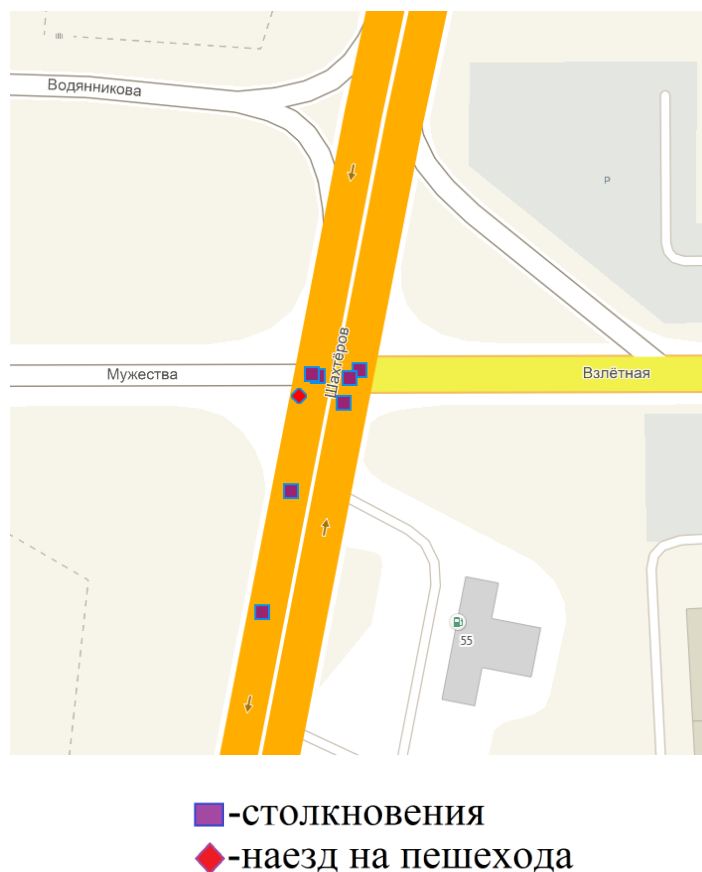 Водянникова
P
Шахтёров
Мужества
Взлётная
55
-столкновения
-наезд на пешехода